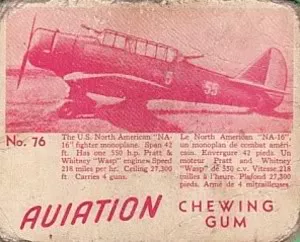 55
No. 76
The U.S. North American "NA-
16" fighter monoplane. Span 42
ft. Has one 550 h.p. Pratt &
Whitney "Wasp" engine. Speed
218 miles per hr. Ceiling 27,300
ft. Carries 4 guns.
Le North American "NA-16",
un monoplan de combat améri-
cain. Envergure 42 pieds. Un
moteur Pratt and Whitney
"Wasp" de 550 c.v. Vitesse, 218
milles à l'heure. Plafond 27,300
pieds. Armé de 4 mitrailleuses.
AVIATION
CHEWING
GUM